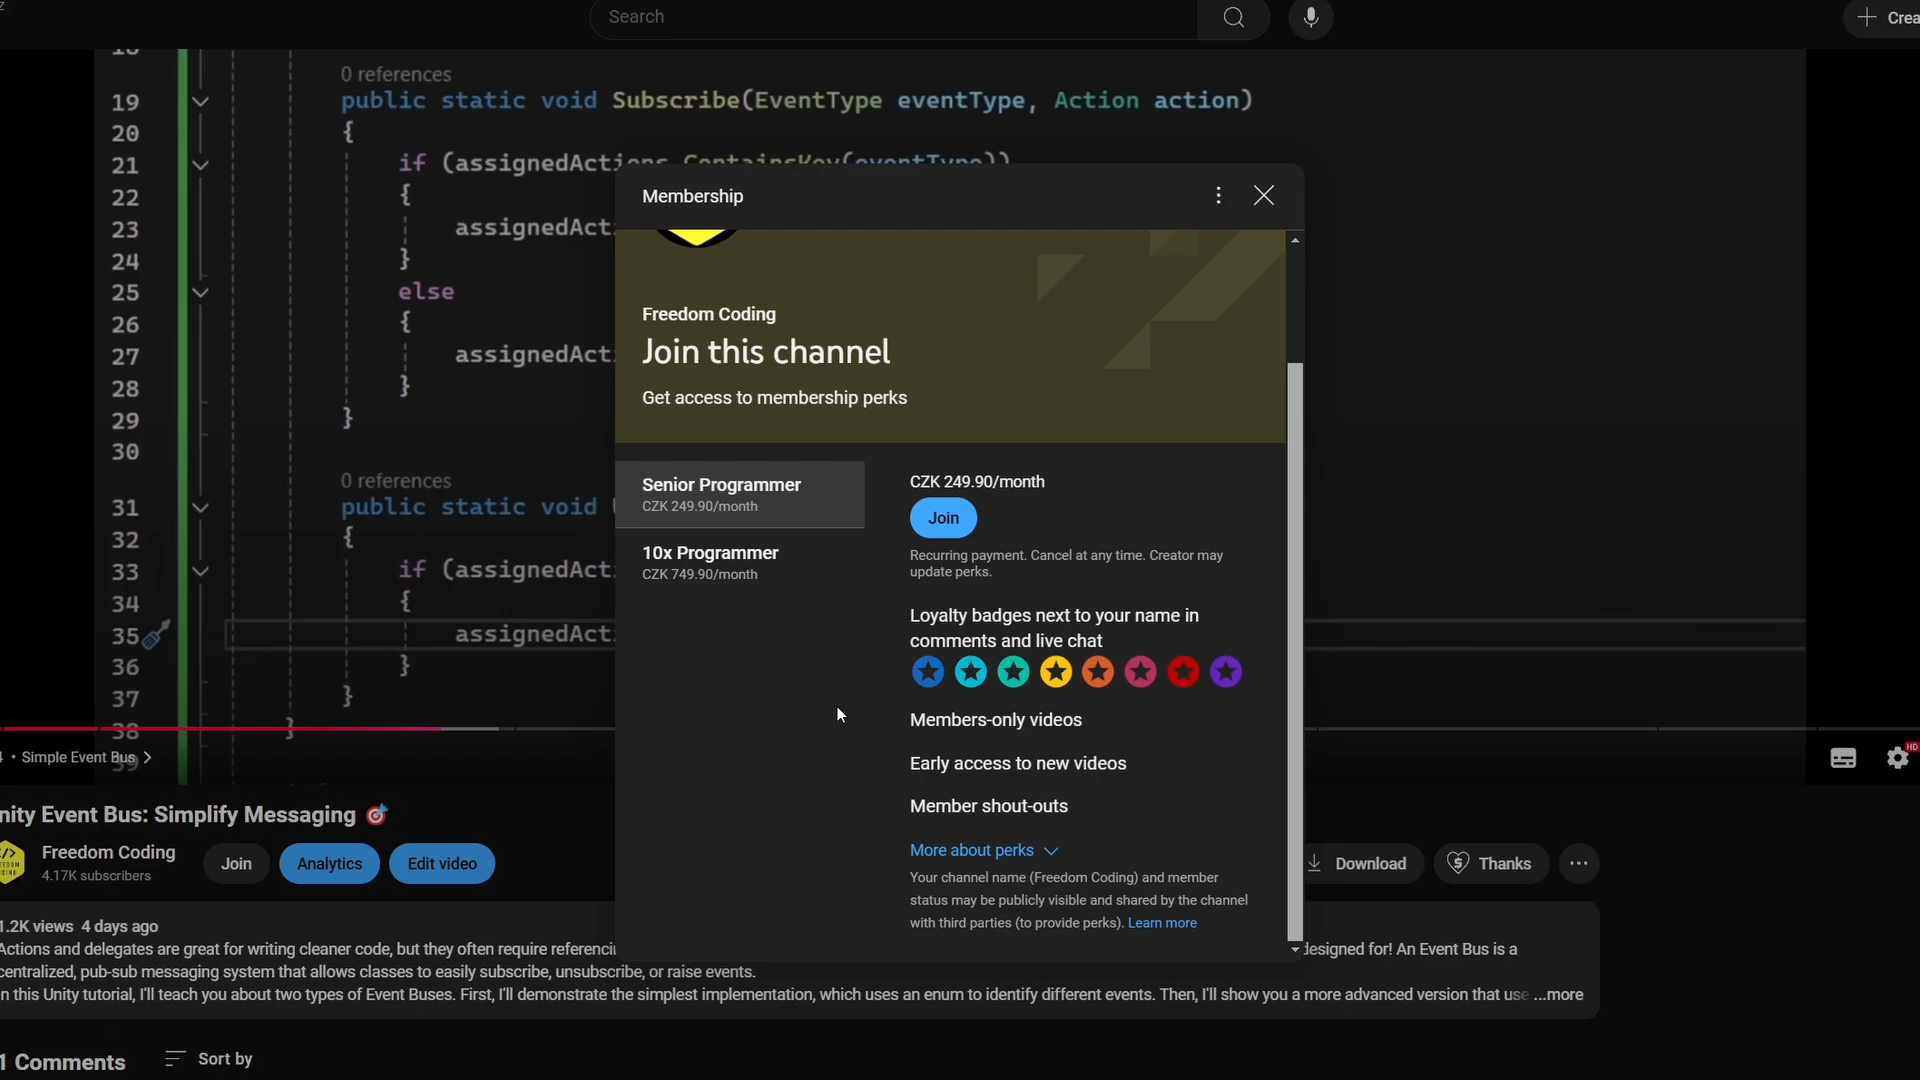 Search
Crea
0 references
19 public static void Subscribe(EventType eventType, Action action)
20 {
21 if (assignedActions.ContainsKey(eventType))
22 {
23 assignedAct
24 }
25 else
26 {
27 assignedAct
28 }
29 }
30
0 references
31 public static void
32 {
33 if (assignedAct
34 {
35 assignedAct
36 }
37 }
38 }
39
Membership
Freedom Coding
Join this channel
Get access to membership perks
Senior Programmer
CZK 249.90/month
10x Programmer
CZK 749.90/month
CZK 249.90/month
Join
Recurring payment. Cancel at any time. Creator may
update perks.
Loyalty badges next to your name in
comments and live chat
Members-only videos
Early access to new videos
Member shout-outs
More about perks
Your channel name (Freedom Coding) and member
status may be publicly visible and shared by the channel
with third parties (to provide perks). Learn more
• Simple Event Bus
HD
nity Event Bus: Simplify Messaging 🎯
Freedom Coding
4.17K subscribers
Join
Analytics
Edit video
Download
Thanks
1.2K views 4 days ago
Actions and delegates are great for writing cleaner code, but they often require referenci designed for! An Event Bus is a
centralized, pub-sub messaging system that allows classes to easily subscribe, unsubscribe, or raise events.
n this Unity tutorial, I'll teach you about two types of Event Buses. First, I'll demonstrate the simplest implementation, which uses an enum to identify different events. Then, I'll show you a more advanced version that use ...more
1 Comments
Sort by